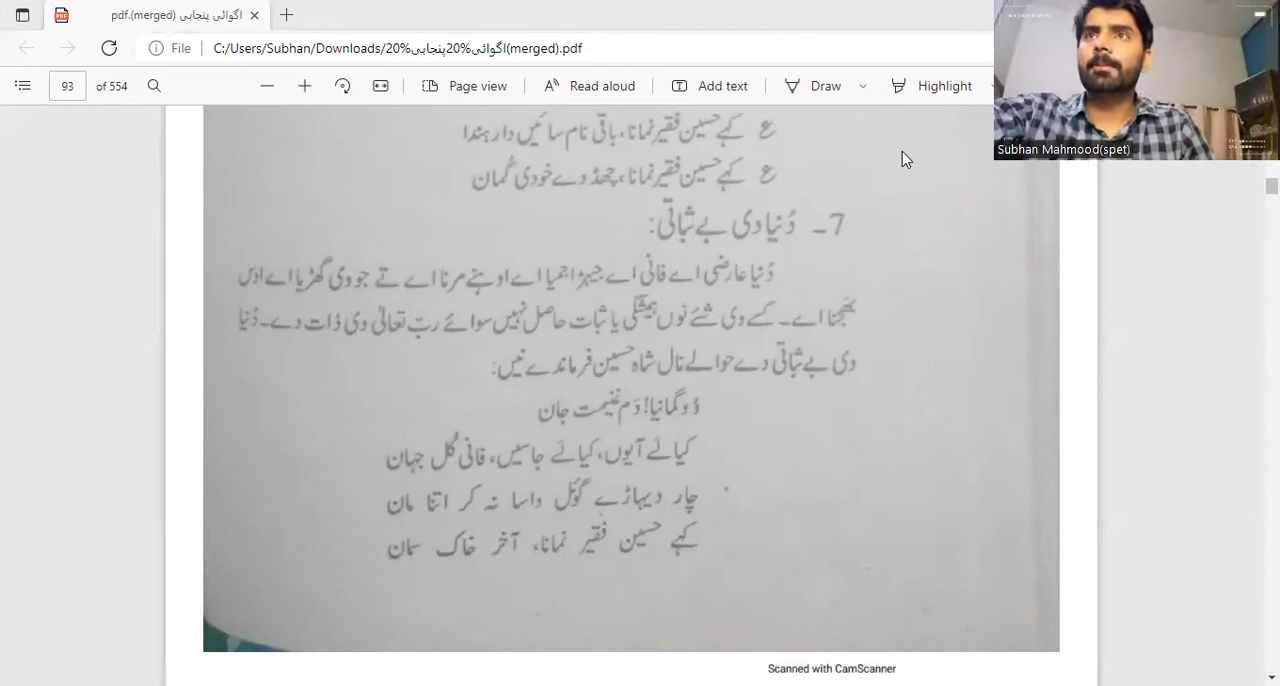 اگوائی پنجابی (merged).pdf
File C:/Users/Subhan/Downloads/اگوائی%20پنجابی%20(merged).pdf
93 of 554 Page view Read aloud Add text Draw Highlight
Subhan Mahmood(spet)
ع کہے حسین فقیر نمانا، باقی نام سائیں دا رہندا
ع کہے حسین فقیر نمانا، چھڈ دے خودی گمان
7۔ دُنیا دی بے ثباتی:
دُنیا عارضی اے فانی اے جیہڑا جمیا اے اوہنے مرنا اے تے جو وی گھڑیا اے اوس
بھجنا اے۔ کسے وی شئے نوں ہمیشگی یا ثبات حاصل نہیں سوائے ربّ تعالیٰ دی ذات دے۔ دُنیا
دی بے ثباتی دے حوالے نال شاہ حسین فرماندے نیں:
دَم غنیمت جان
کیا لے آیوں، کیا لے جاسیں، فانی کُل جہان
چار دیہاڑے گوئل واسا نہ کر اتنا مان
کہے حسین فقیر نمانا، آخر خاک سمان
Scanned with CamScanner